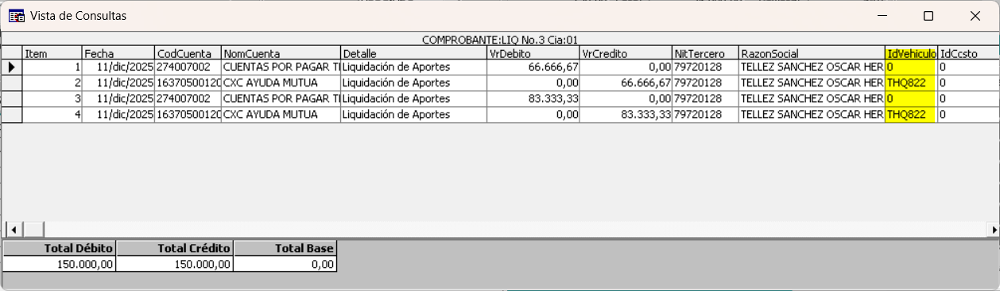 Vista de Consultas
COMPROBANTE:LIQ No.3 Cia:01
Item Fecha CodCuenta NomCuenta Detalle VrDebito VrCredito NitTercero RazonSocial IdVehiculo IdCcsto
1 11/dic/2025 274007002 CUENTAS POR PAGAR Liquidación de Aportes 66.666,67 0,00 79720128 TELLEZ SANCHEZ OSCAR HER 0 0
2 11/dic/2025 16370500120 CXC AYUDA MUTUA Liquidación de Aportes 0,00 66.666,67 79720128 TELLEZ SANCHEZ OSCAR HER THQ822 0
3 11/dic/2025 274007002 CUENTAS POR PAGAR Liquidación de Aportes 83.333,33 0,00 79720128 TELLEZ SANCHEZ OSCAR HER 0 0
4 11/dic/2025 16370500120 CXC AYUDA MUTUA Liquidación de Aportes 0,00 83.333,33 79720128 TELLEZ SANCHEZ OSCAR HER THQ822 0
Total Débito Total Crédito Total Base
150.000,00 150.000,00 0,00